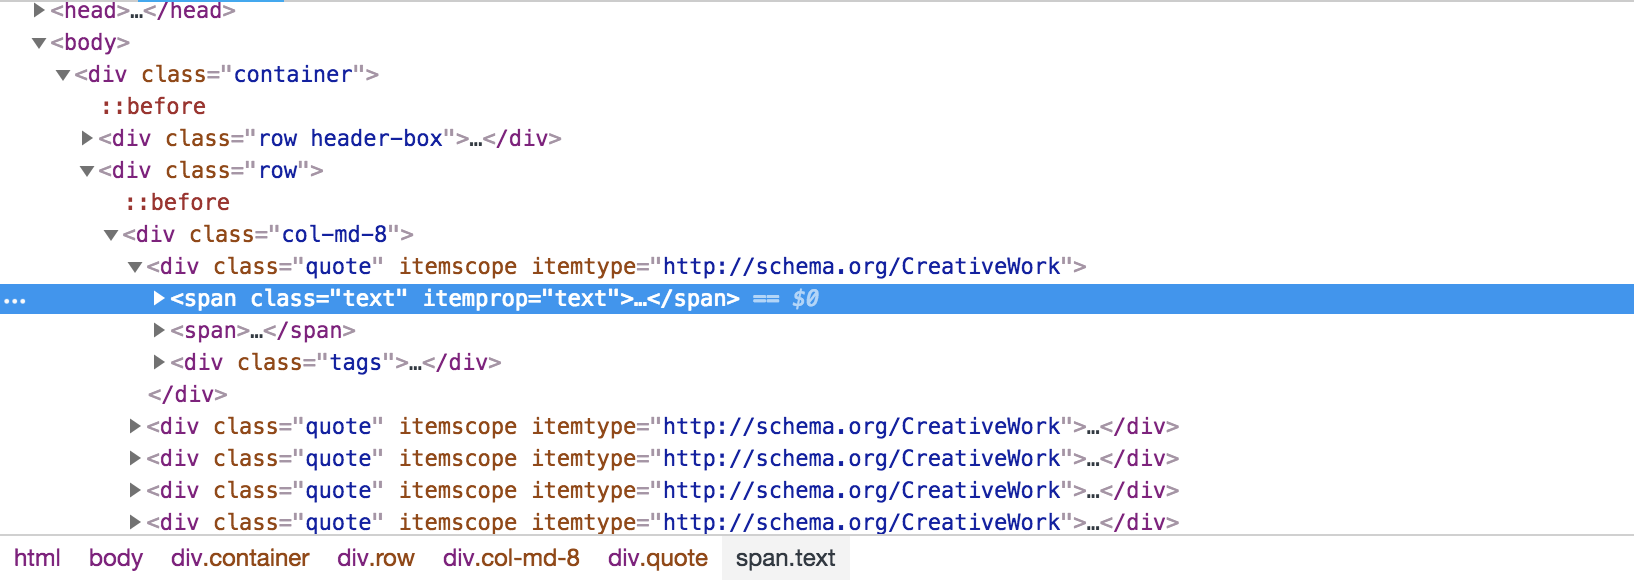 <head>…</head>
<body>
<div class="container">
::before
<div class="row header-box">…</div>
<div class="row">
::before
<div class="col-md-8">
<div class="quote" itemscope itemtype="http://schema.org/CreativeWork">
… <span class="text" itemprop="text">…</span> == $0
<span>…</span>
<div class="tags">…</div>
</div>
<div class="quote" itemscope itemtype="http://schema.org/CreativeWork">…</div>
<div class="quote" itemscope itemtype="http://schema.org/CreativeWork">…</div>
<div class="quote" itemscope itemtype="http://schema.org/CreativeWork">…</div>
<div class="quote" itemscope itemtype="http://schema.org/CreativeWork">…</div>
html body div.container div.row div.col-md-8 div.quote span.text